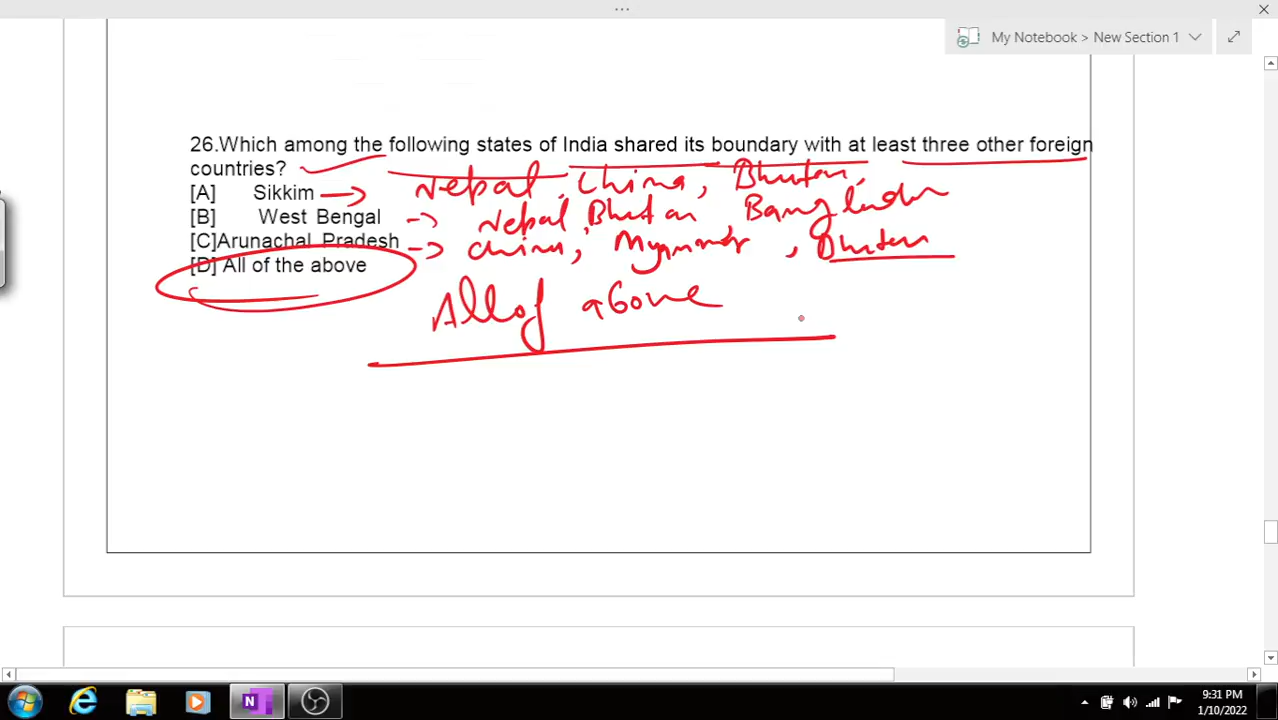 ...
My Notebook > New Section 1
26.Which among the following states of India shared its boundary with at least three other foreign
countries?
[A] Sikkim → Nepal, China, Bhutan,
[B] West Bengal → Nepal, Bhutan Bangladesh
[C]Arunachal Pradesh → China, Myanmar, Bhutan
[D] All of the above
All of above
N
9:31 PM
1/10/2022